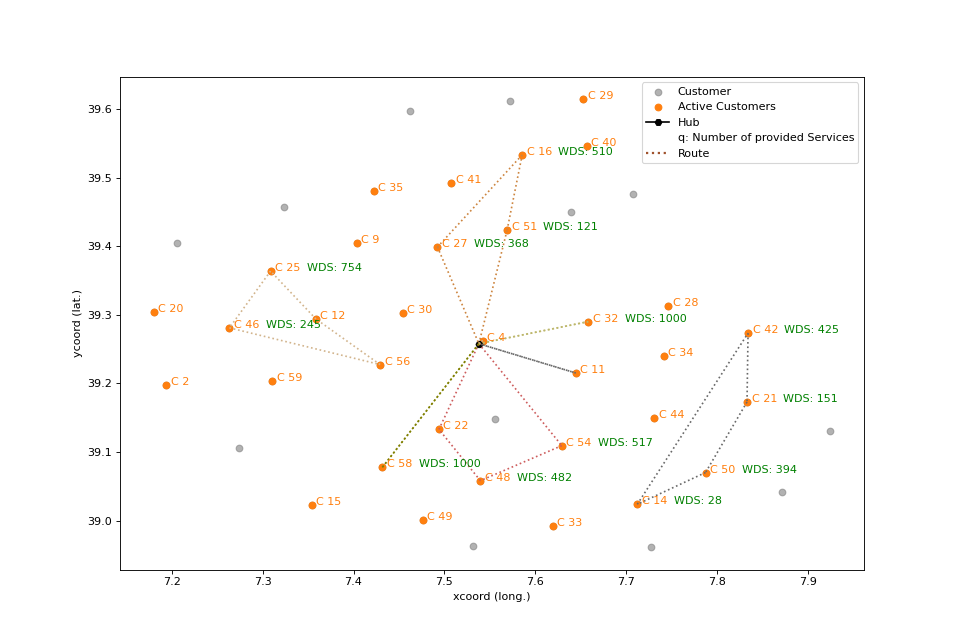 Customer
Active Customers
Hub
q: Number of provided Services
Route
39.6
39.5
39.4
39.3
39.2
39.1
39.0
ycoord (lat.)
C 29
C 40
C 16 WDS: 510
C 41
C 35
C 51 WDS: 121
C 9
C 27 WDS: 368
C 25 WDS: 754
C 28
C 20
C 30
C 12
C 32 WDS: 1000
C 46 WDS: 245
C 42 WDS: 425
C 4
C 34
C 56
C 11
C 59
C 2
C 21 WDS: 151
C 44
C 22
C 54 WDS: 517
C 58 WDS: 1000
C 50 WDS: 394
C 48 WDS: 482
C 15
C 14 WDS: 28
C 49
C 33
7.2
7.3
7.4
7.5
7.6
7.7
7.8
7.9
xcoord (long.)